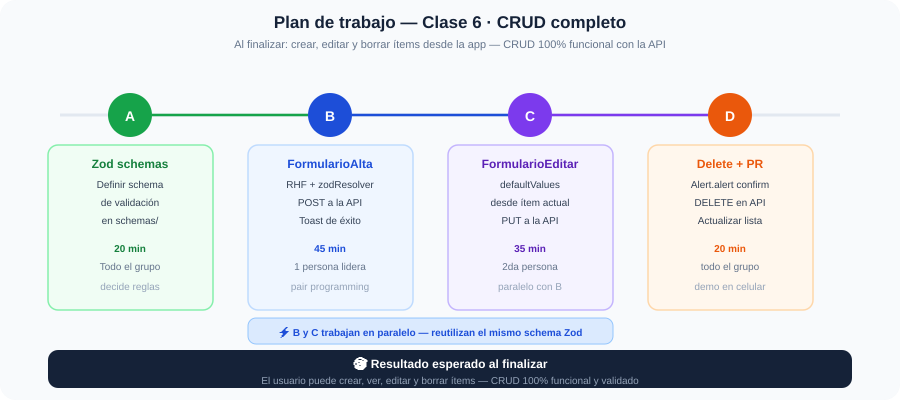 Plan de trabajo — Clase 6 · CRUD completo
Al finalizar: crear, editar y borrar ítems desde la app — CRUD 100% funcional con la API
A
B
C
D
Zod schemas
Definir schema
de validación
en schemas/
20 min
Todo el grupo
decide reglas
FormularioAlta
RHF + zodResolver
POST a la API
Toast de éxito
45 min
1 persona lidera
pair programming
FormularioEditar
defaultValues
desde ítem actual
PUT a la API
35 min
2da persona
paralelo con B
Delete + PR
Alert.alert confirm
DELETE en API
Actualizar lista
20 min
todo el grupo
demo en celular
⚡ B y C trabajan en paralelo — reutilizan el mismo schema Zod
Resultado esperado al finalizar
El usuario puede crear, ver, editar y borrar ítems — CRUD 100% funcional y validado